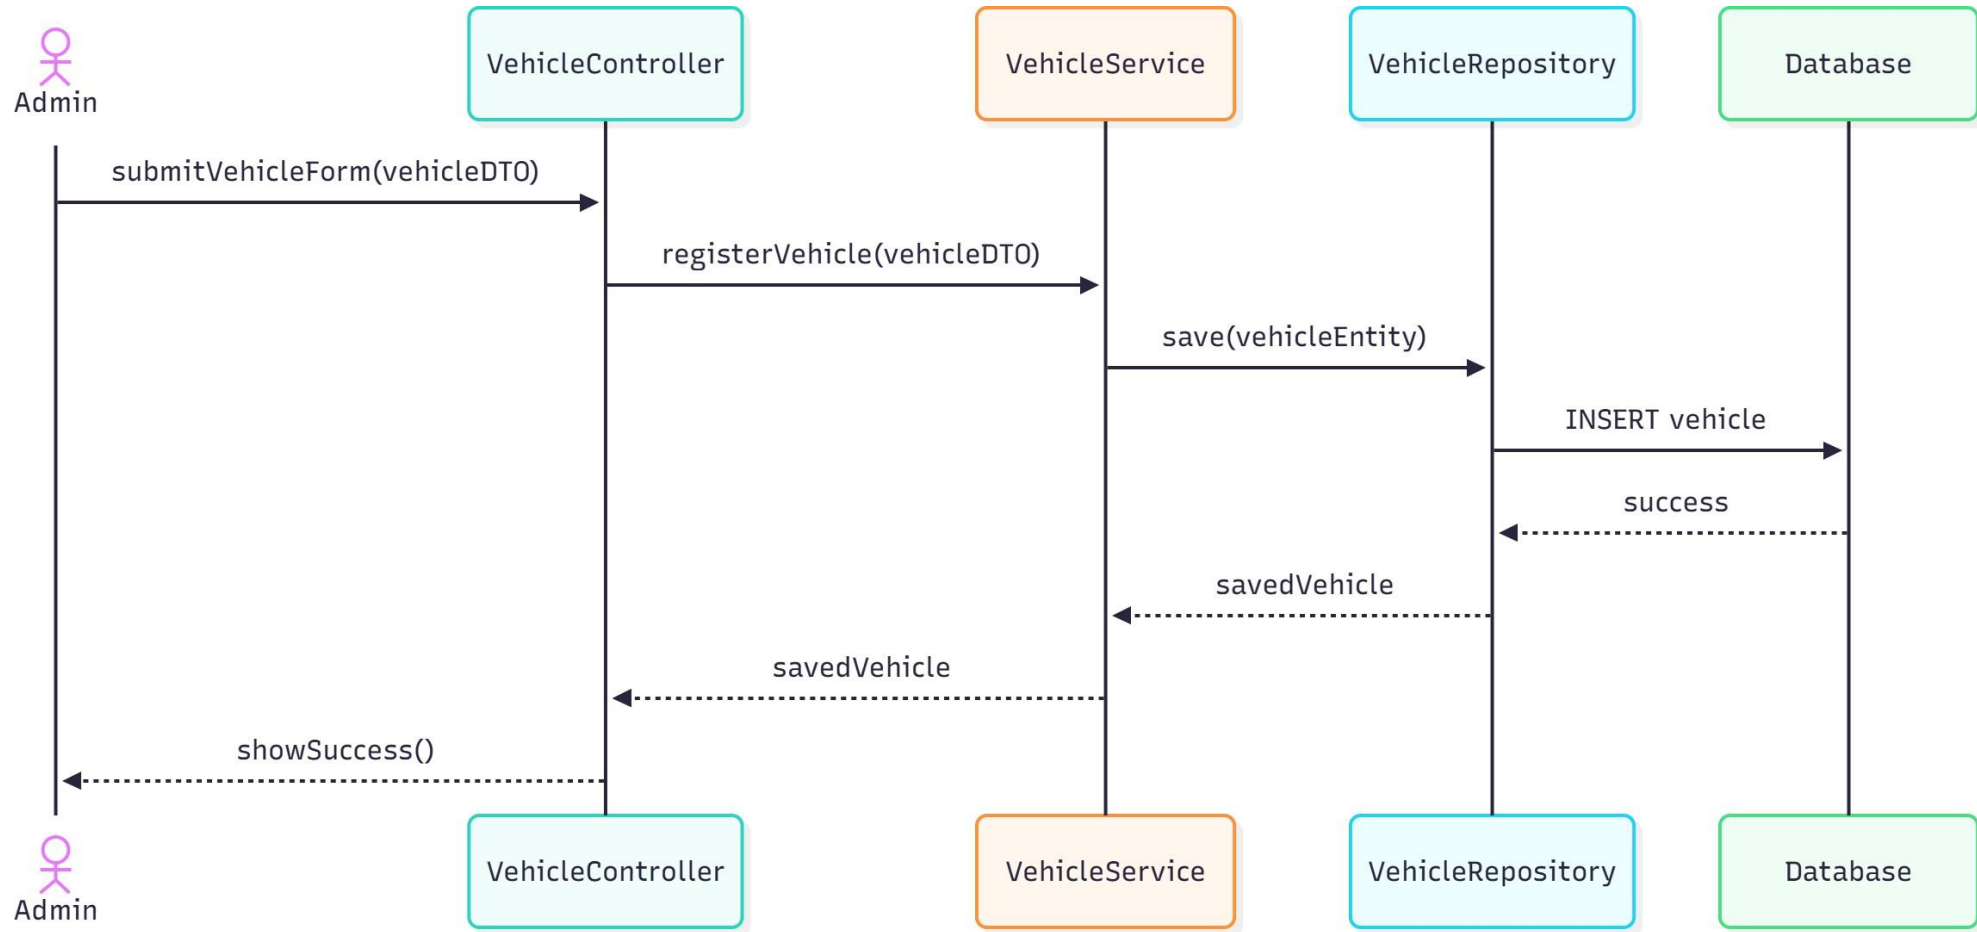 Admin
VehicleController
VehicleService
VehicleRepository
Database
submitVehicleForm(vehicleDTO)
registerVehicle(vehicleDTO)
save(vehicleEntity)
INSERT vehicle
success
savedVehicle
savedVehicle
showSuccess()
Admin
VehicleController
VehicleService
VehicleRepository
Database